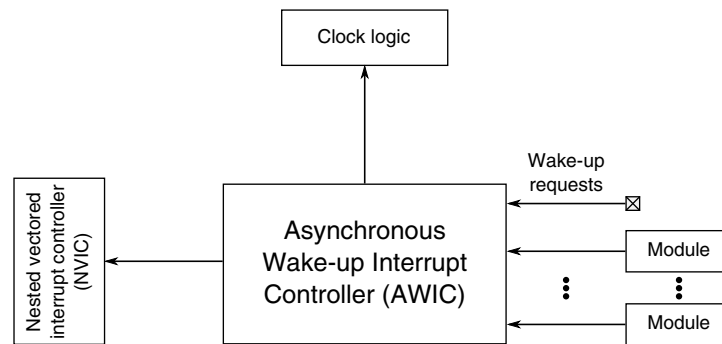 Clock logic
Wake-up
requests
Nested vectored
interrupt controller
(NVIC)
Asynchronous
Wake-up Interrupt
Controller (AWIC)
Module
Module